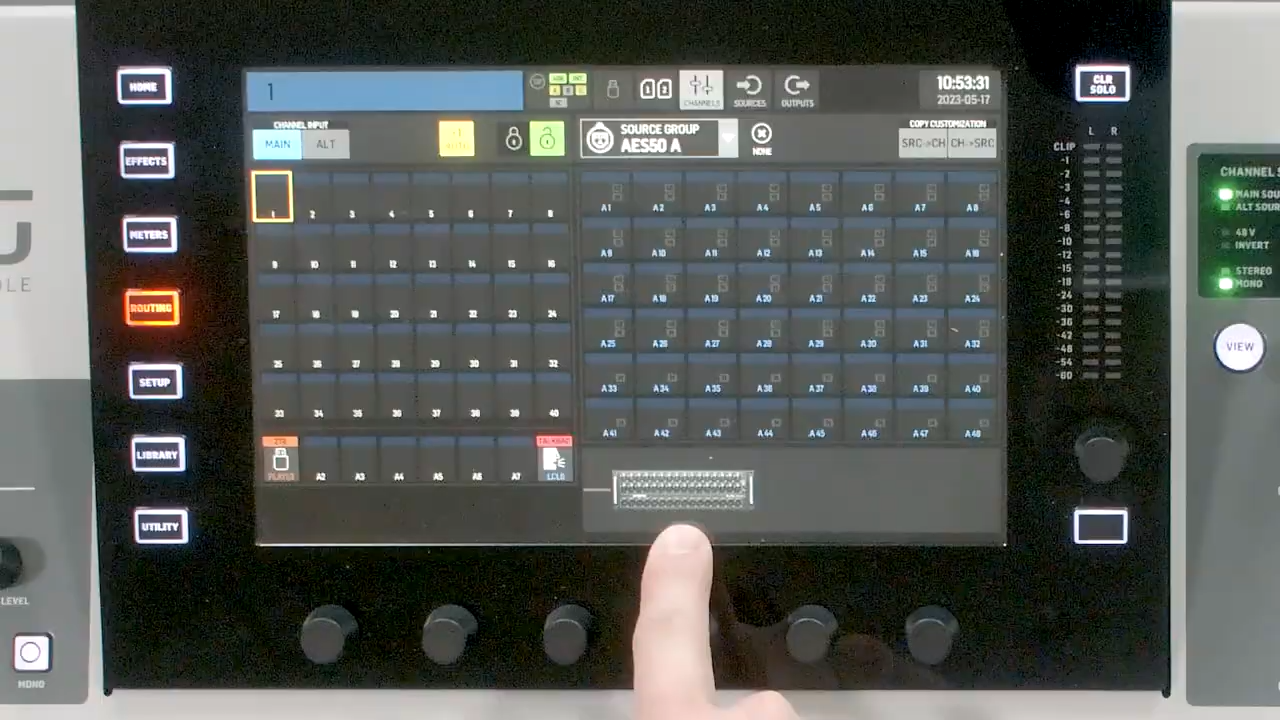 HOME
EFFECTS
METERS
ROUTING
SETUP
LIBRARY
UTILITY
LEVEL
MONO
1
CHANNELS
SOURCES
OUTPUTS
10:53:31
2023-05-17
CHANNEL INPUT
MAIN
ALT
SOURCE GROUP
AES50 A
NONE
COPY CUSTOMIZATION
SRC->CH
CH->SRC
1 2 3 4 5 6 7 8
9 10 11 12 13 14 15 16
17 18 19 20 21 22 23 24
25 26 27 28 29 30 31 32
33 34 35 36 37 38 39 40
PLAYER A2 A3 A4 A5 A6 A7
A1 A2 A3 A4 A5 A6 A7 A8
A9 A10 A11 A12 A13 A14 A15 A16
A17 A18 A19 A20 A21 A22 A23 A24
A25 A26 A27 A28 A29 A30 A31 A32
A33 A34 A35 A36 A37 A38 A39 A40
A41 A42 A43 A44 A45 A46 A47 A48
CLR
SOLO
L R
CLIP
-1
-2
-3
-4
-6
-8
-10
-12
-15
-18
-24
-30
-36
-42
-48
-54
-60
CHANNEL S
MAIN SOU
ALT SOUR
48 V
INVERT
STEREO
MONO
VIEW